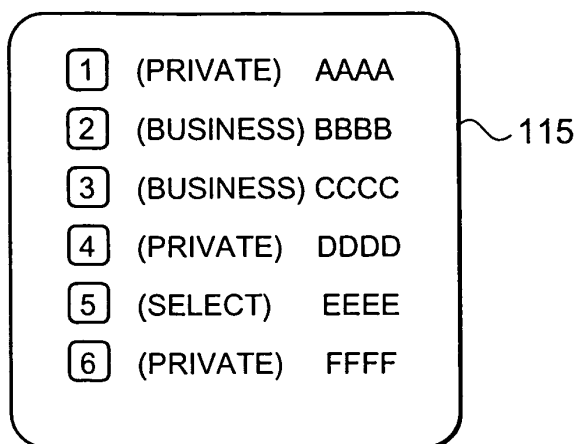 1 (PRIVATE) AAAA
2 (BUSINESS) BBBB
3 (BUSINESS) CCCC
4 (PRIVATE) DDDD
5 (SELECT) EEEE
6 (PRIVATE) FFFF
115